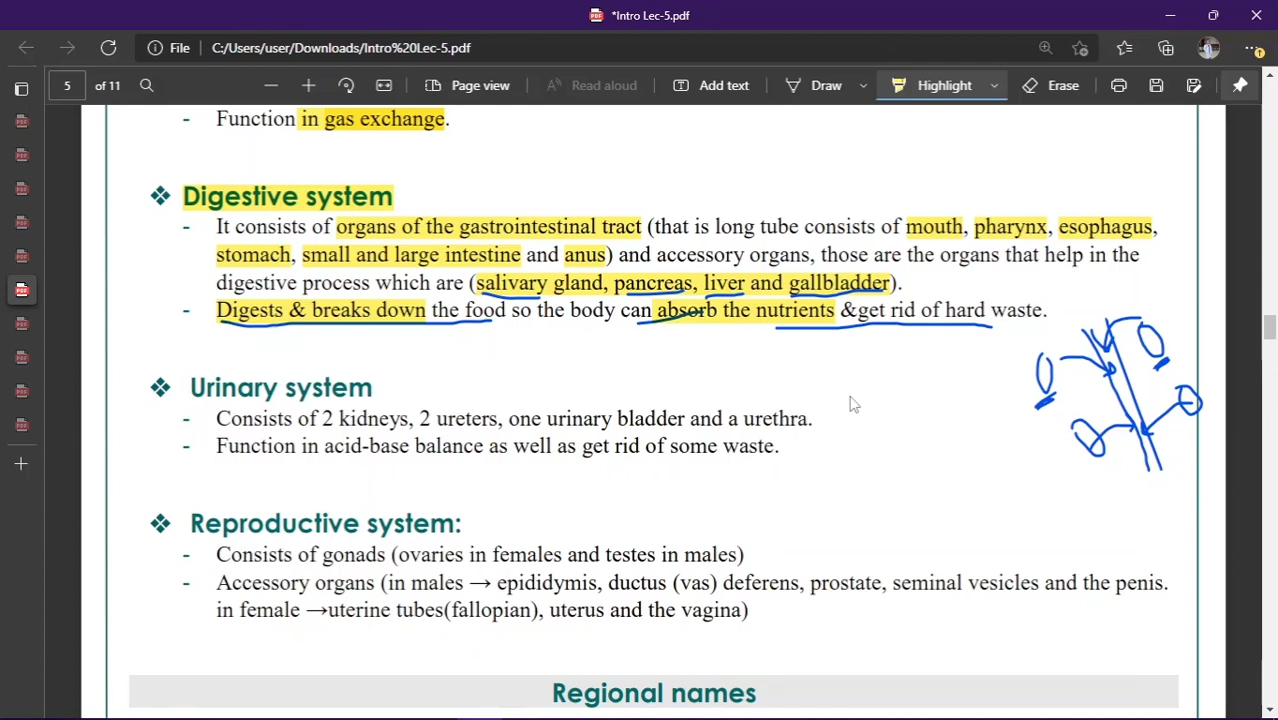 *Intro Lec-5.pdf
File C:/Users/user/Downloads/Intro%20Lec-5.pdf
5 of 11 Page view Read aloud Add text Draw Highlight Erase
- Function in gas exchange.
❖ Digestive system
- It consists of organs of the gastrointestinal tract (that is long tube consists of mouth, pharynx, esophagus,
stomach, small and large intestine and anus) and accessory organs, those are the organs that help in the
digestive process which are (salivary gland, pancreas, liver and gallbladder).
- Digests & breaks down the food so the body can absorb the nutrients &get rid of hard waste.
❖ Urinary system
- Consists of 2 kidneys, 2 ureters, one urinary bladder and a urethra.
- Function in acid-base balance as well as get rid of some waste.
❖ Reproductive system:
- Consists of gonads (ovaries in females and testes in males)
- Accessory organs (in males → epididymis, ductus (vas) deferens, prostate, seminal vesicles and the penis.
in female →uterine tubes(fallopian), uterus and the vagina)
Regional names